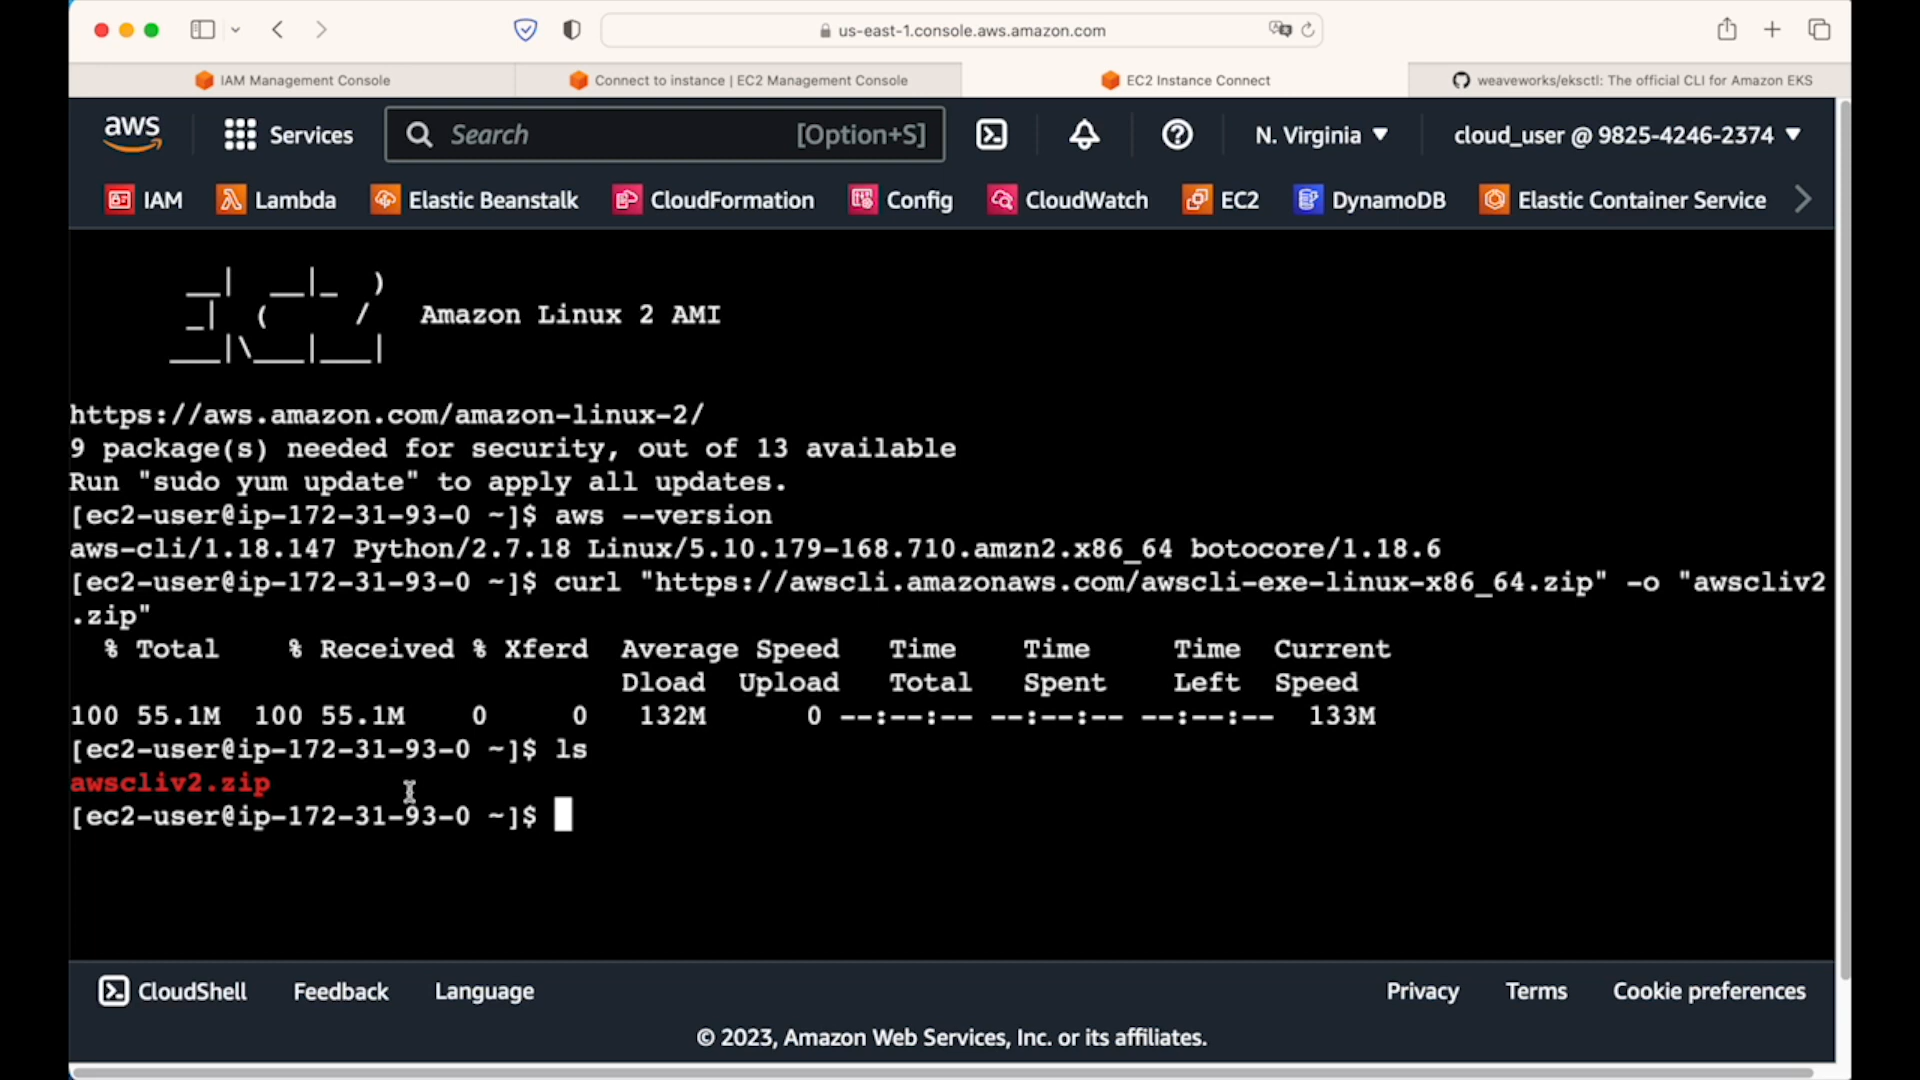 us-east-1.console.aws.amazon.com
IAM Management Console
Connect to instance | EC2 Management Console
EC2 Instance Connect
weaveworks/eksctl: The official CLI for Amazon EKS
aws
Services
Search
[Option+S]
N. Virginia
cloud_user @ 9825-4246-2374
IAM
Lambda
Elastic Beanstalk
CloudFormation
Config
CloudWatch
EC2
DynamoDB
Elastic Container Service
__|  __|_  )
_|  (     /   Amazon Linux 2 AMI
___|\___|___|
https://aws.amazon.com/amazon-linux-2/
9 package(s) needed for security, out of 13 available
Run "sudo yum update" to apply all updates.
[ec2-user@ip-172-31-93-0 ~]$ aws --version
aws-cli/1.18.147 Python/2.7.18 Linux/5.10.179-168.710.amzn2.x86_64 botocore/1.18.6
[ec2-user@ip-172-31-93-0 ~]$ curl "https://awscli.amazonaws.com/awscli-exe-linux-x86_64.zip" -o "awscliv2
.zip"
% Total    % Received % Xferd  Average Speed   Time    Time     Time  Current
Dload  Upload   Total   Spent    Left  Speed
100 55.1M  100 55.1M    0     0   132M      0 --:--:-- --:--:-- --:--:--  133M
[ec2-user@ip-172-31-93-0 ~]$ ls
awscliv2.zip
[ec2-user@ip-172-31-93-0 ~]$
CloudShell
Feedback
Language
Privacy
Terms
Cookie preferences
© 2023, Amazon Web Services, Inc. or its affiliates.